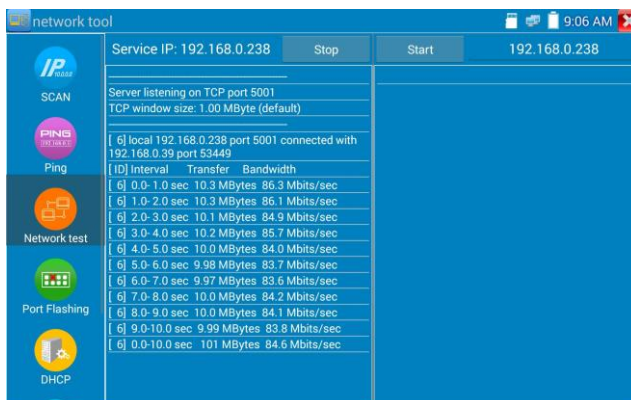 network tool
9:06 AM
IP
10.0.0.0
SCAN
PING
Ping
Network test
Port Flashing
DHCP
Service IP: 192.168.0.238
Stop
Start
192.168.0.238
Server listening on TCP port 5001
TCP window size: 1.00 MByte (default)
[ 6] local 192.168.0.238 port 5001 connected with
192.168.0.39 port 53449
[ ID] Interval Transfer Bandwidth
[ 6] 0.0- 1.0 sec 10.3 MBytes 86.3 Mbits/sec
[ 6] 1.0- 2.0 sec 10.3 MBytes 86.1 Mbits/sec
[ 6] 2.0- 3.0 sec 10.1 MBytes 84.9 Mbits/sec
[ 6] 3.0- 4.0 sec 10.2 MBytes 85.7 Mbits/sec
[ 6] 4.0- 5.0 sec 10.0 MBytes 84.0 Mbits/sec
[ 6] 5.0- 6.0 sec 9.98 MBytes 83.7 Mbits/sec
[ 6] 6.0- 7.0 sec 9.97 MBytes 83.6 Mbits/sec
[ 6] 7.0- 8.0 sec 10.0 MBytes 84.2 Mbits/sec
[ 6] 8.0- 9.0 sec 10.0 MBytes 84.1 Mbits/sec
[ 6] 9.0-10.0 sec 9.99 MBytes 83.8 Mbits/sec
[ 6] 0.0-10.0 sec 101 MBytes 84.6 Mbits/sec